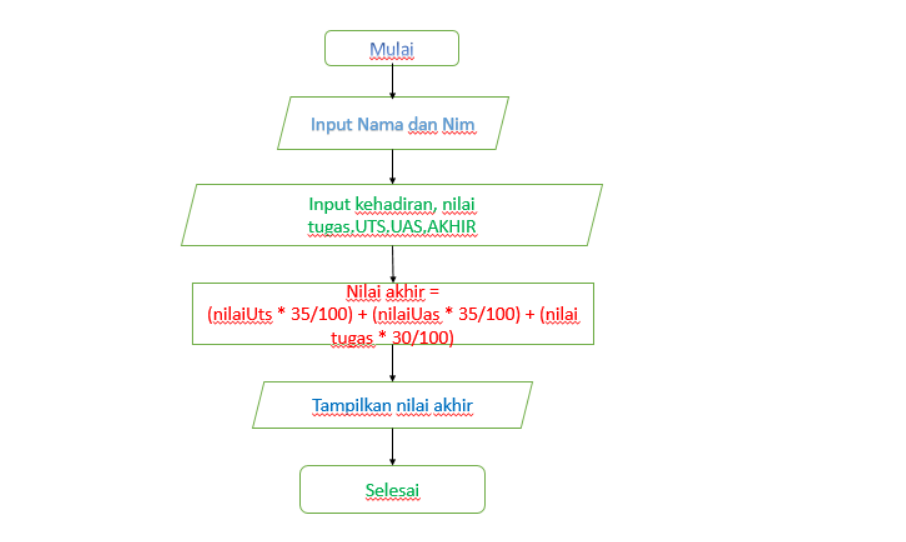 Mulai
Input Nama dan Nim
Input kehadiran, nilai
tugas,UTS,UAS,AKHIR
Nilai akhir =
(nilaiUts * 35/100) + (nilaiUas * 35/100) + (nilai
tugas * 30/100)
Tampilkan nilai akhir
Selesai